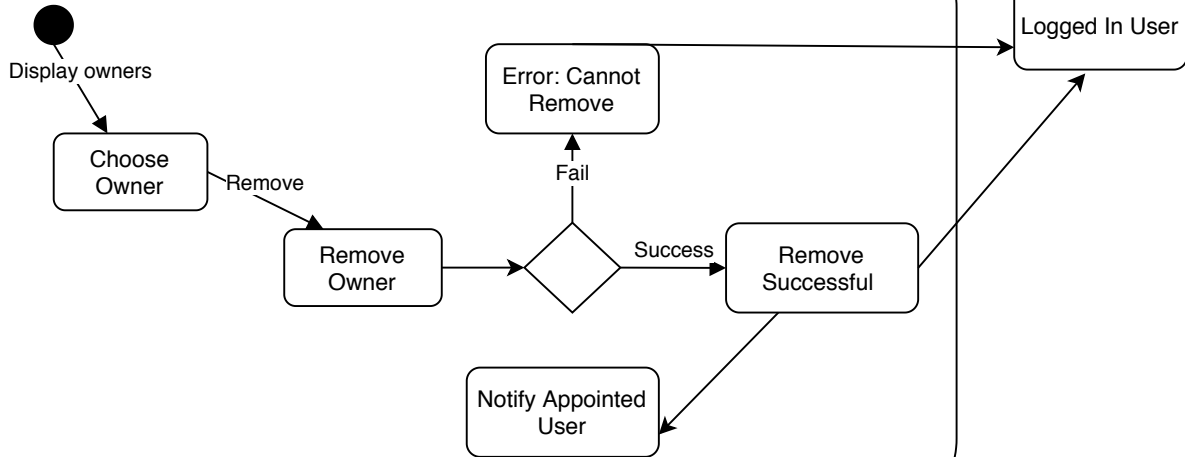 Logged In User
Display owners
Error: Cannot
Remove
Choose
Owner
Remove
Fail
Remove
Owner
Success
Remove
Successful
Notify Appointed
User